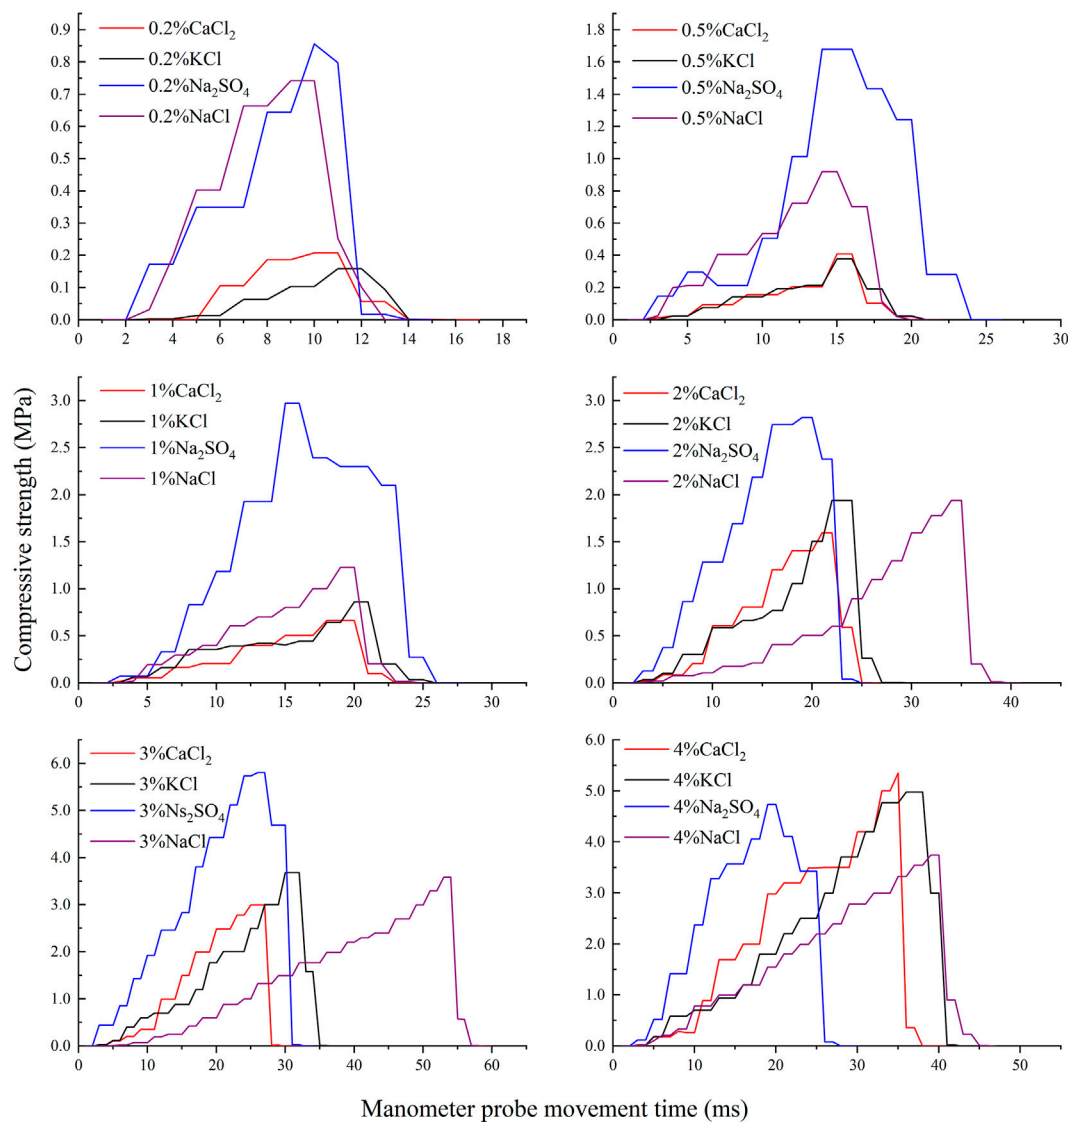 0.2%CaCl₂
0.2%KCl
0.2%Na₂SO₄
0.2%NaCl
0.9
0.8
0.7
0.6
0.5
0.4
0.3
0.2
0.1
0.0
0 2 4 6 8 10 12 14 16 18
0.5%CaCl₂
0.5%KCl
0.5%Na₂SO₄
0.5%NaCl
1.8
1.6
1.4
1.2
1.0
0.8
0.6
0.4
0.2
0.0
0 5 10 15 20 25 30
Compressive strength (MPa)
1%CaCl₂
1%KCl
1%Na₂SO₄
1%NaCl
3.0
2.5
2.0
1.5
1.0
0.5
0.0
0 5 10 15 20 25 30
2%CaCl₂
2%KCl
2%Na₂SO₄
2%NaCl
3.0
2.5
2.0
1.5
1.0
0.5
0.0
0 10 20 30 40
3%CaCl₂
3%KCl
3%Ns₂SO₄
3%NaCl
6.0
5.0
4.0
3.0
2.0
1.0
0.0
0 10 20 30 40 50 60
4%CaCl₂
4%KCl
4%Na₂SO₄
4%NaCl
6.0
5.0
4.0
3.0
2.0
1.0
0.0
0 10 20 30 40 50
Manometer probe movement time (ms)